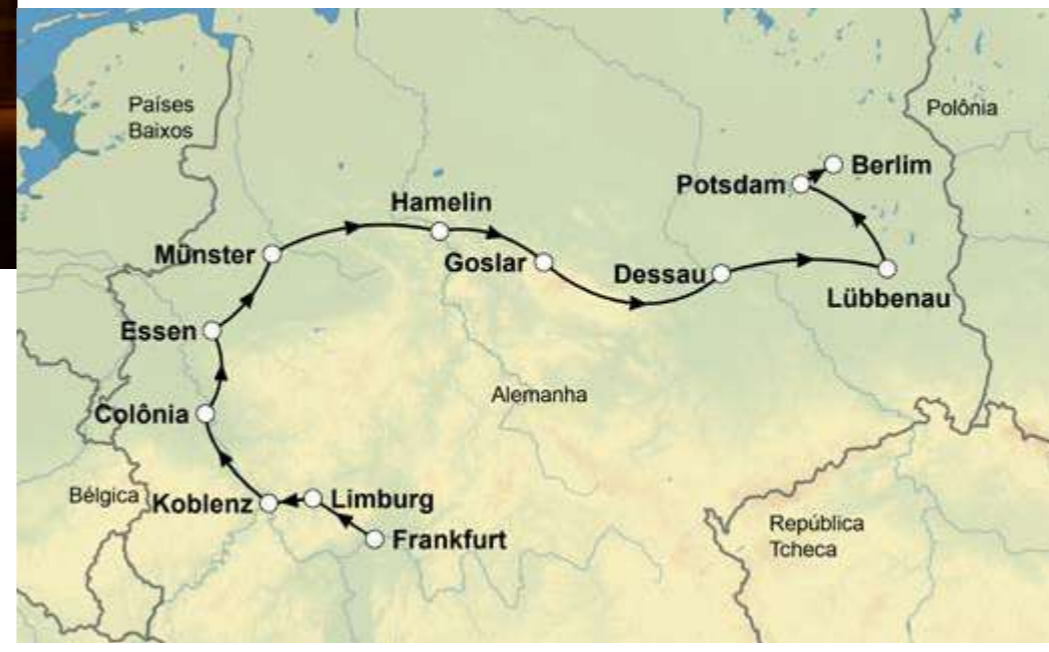 Países
Baixos
Polônia
Berlim
Potsdam
Hamelin
Münster
Goslar
Dessau
Lübbenau
Essen
Alemanha
Colônia
Bélgica
Koblenz
Limburg
Frankfurt
República
Tcheca